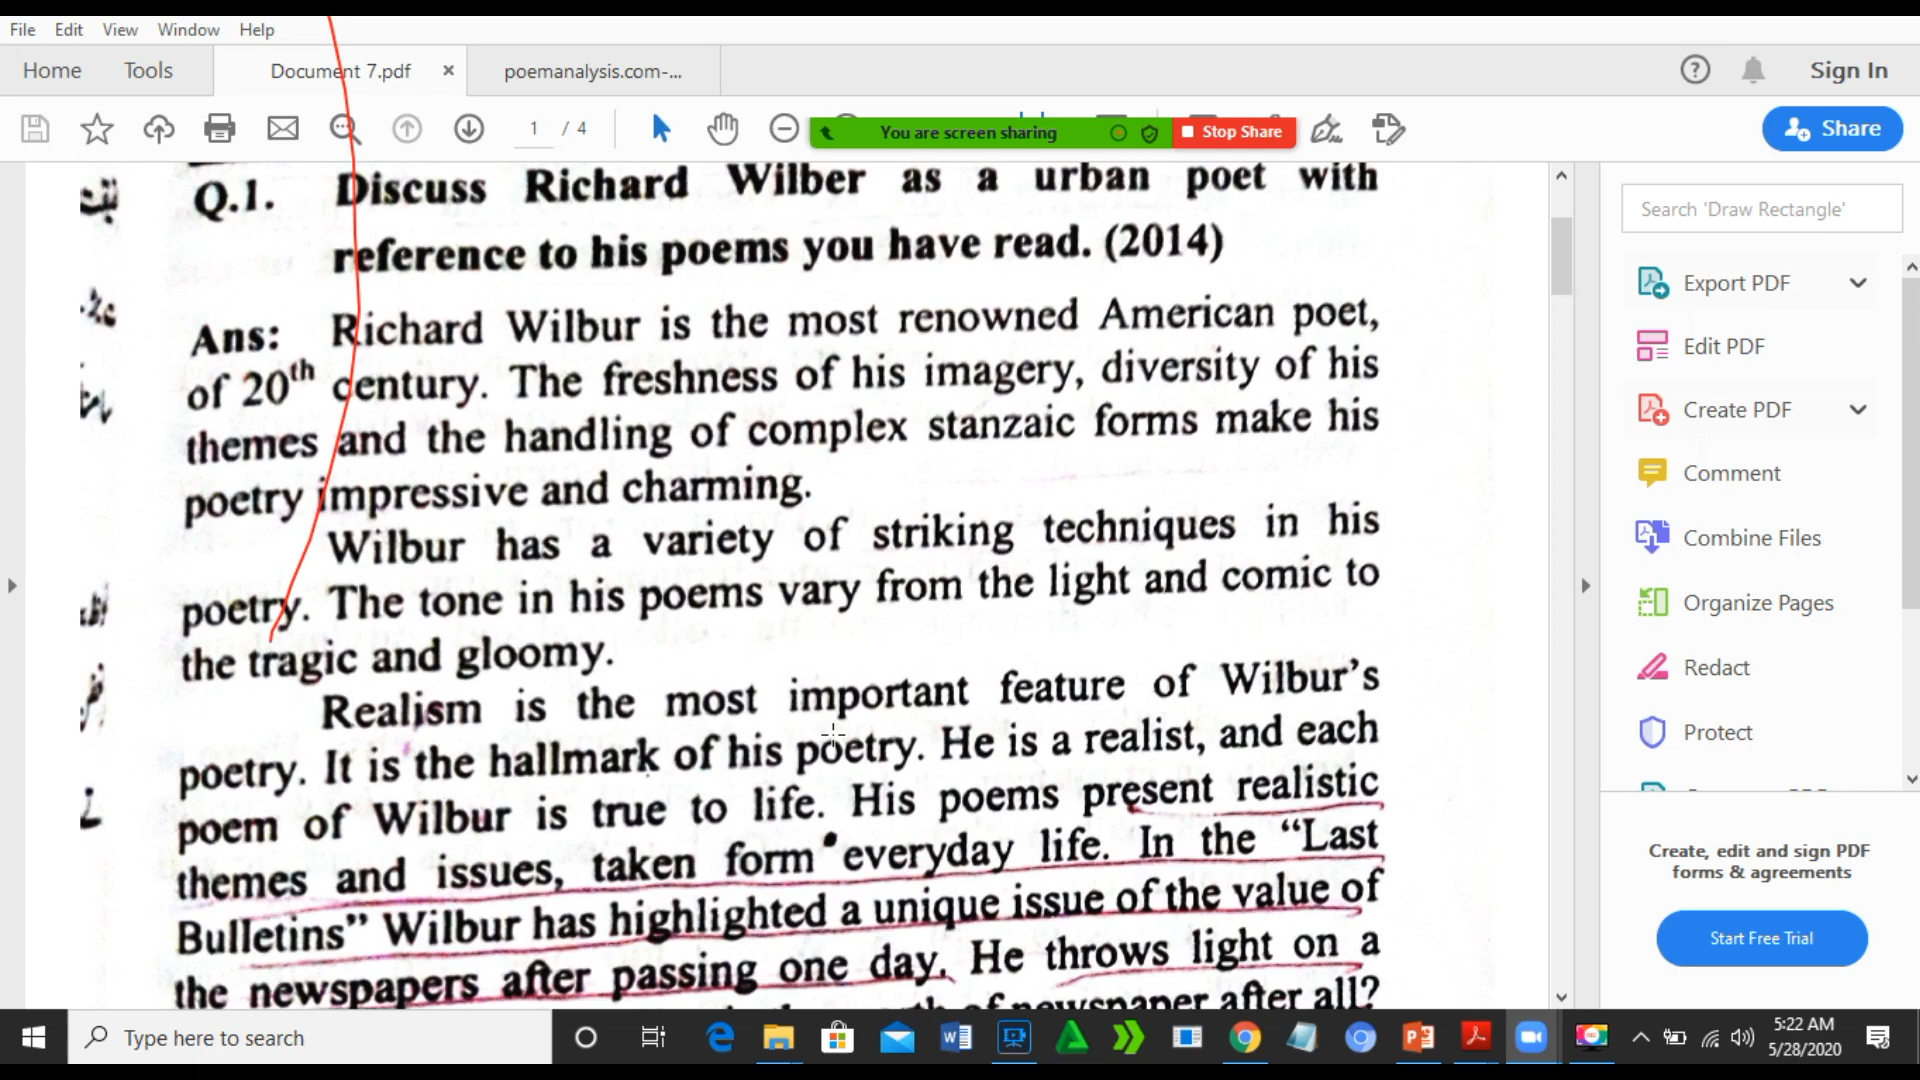 File Edit View Window Help
Home Tools Document 7.pdf × poemanalysis.com-... Sign In
1 / 4 You are screen sharing Stop Share Share
Q.1. Discuss Richard Wilber as a urban poet with
reference to his poems you have read. (2014)
Ans: Richard Wilbur is the most renowned American poet,
of 20th century. The freshness of his imagery, diversity of his
themes and the handling of complex stanzaic forms make his
poetry impressive and charming.
Wilbur has a variety of striking techniques in his
poetry. The tone in his poems vary from the light and comic to
the tragic and gloomy.
Realism is the most important feature of Wilbur's
poetry. It is the hallmark of his poetry. He is a realist, and each
poem of Wilbur is true to life. His poems present realistic
themes and issues, taken form everyday life. In the “Last
Bulletins” Wilbur has highlighted a unique issue of the value of
the newspapers after passing one day. He throws light on a
of newspaper after all?
Search 'Draw Rectangle'
Export PDF
Edit PDF
Create PDF
Comment
Combine Files
Organize Pages
Redact
Protect
Create, edit and sign PDF
forms & agreements
Start Free Trial
Type here to search
5:22 AM
5/28/2020